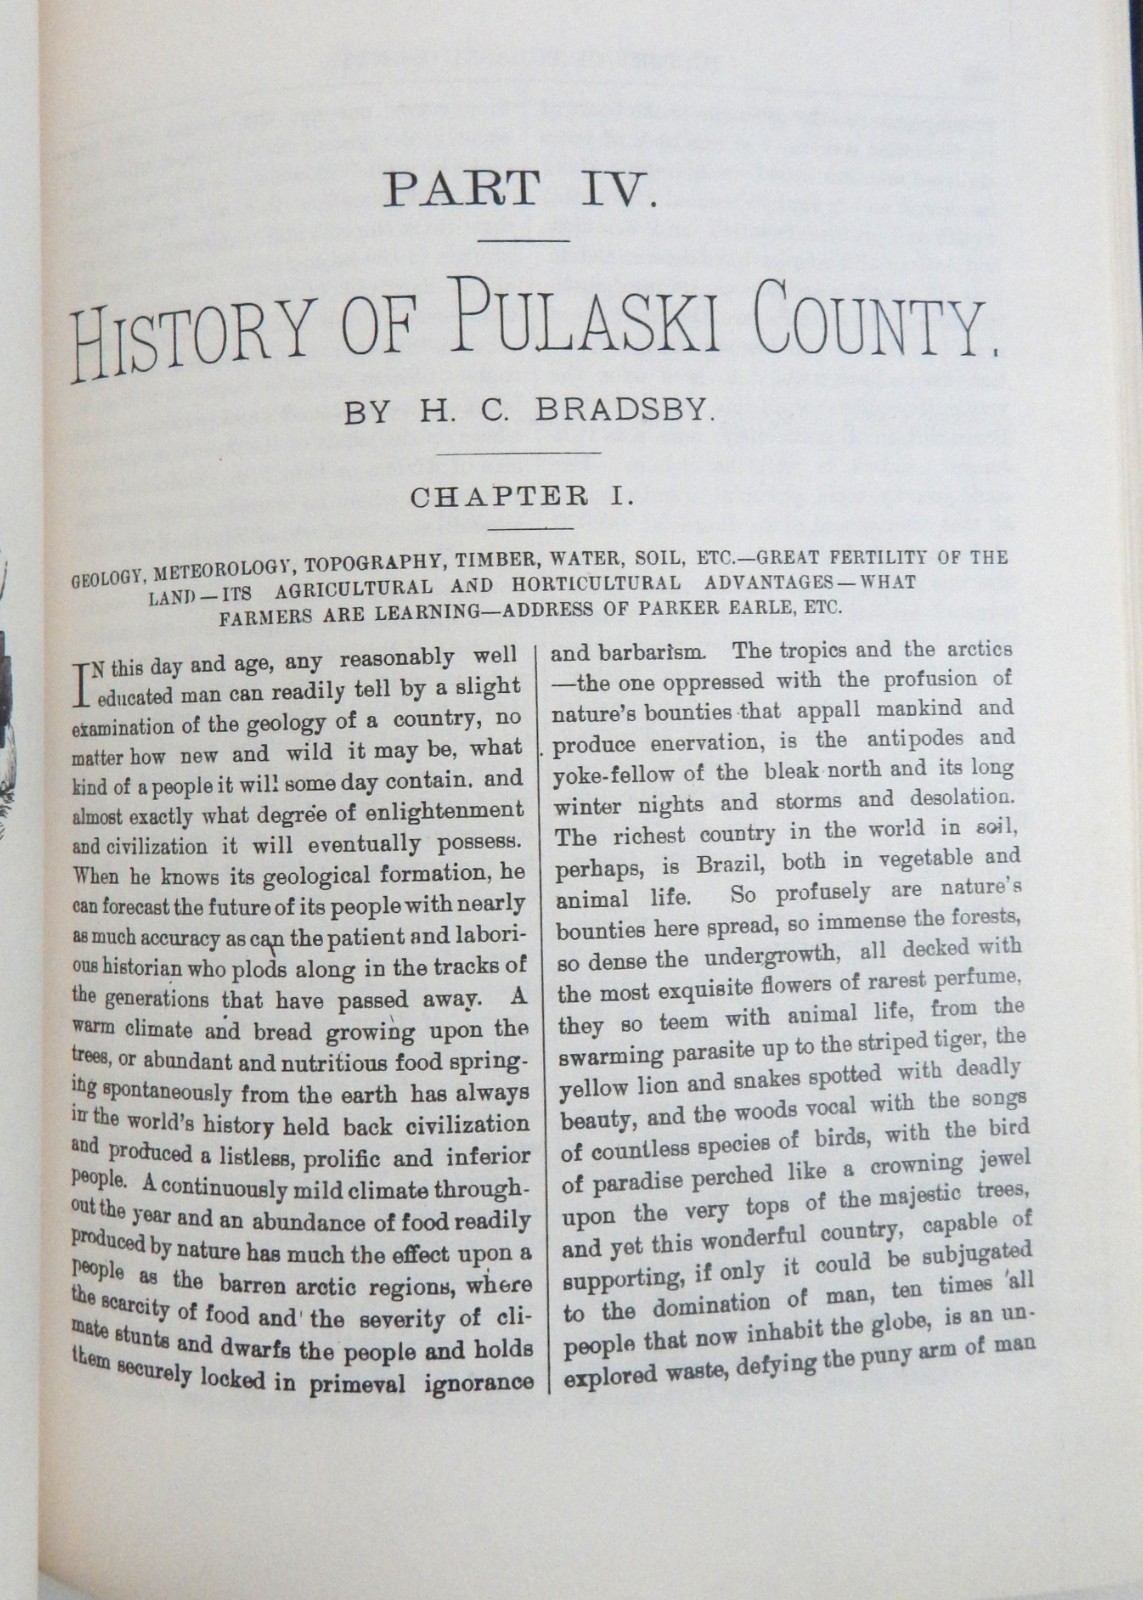 PART IV.
HISTORY OF PULASKI COUNTY.
BY H. C. BRADSBY.
CHAPTER I.
GEOLOGY, METEOROLOGY, TOPOGRAPHY, TIMBER, WATER, SOIL, ETC.—GREAT FERTILITY OF THE
LAND—ITS AGRICULTURAL AND HORTICULTURAL ADVANTAGES—WHAT
FARMERS ARE LEARNING—ADDRESS OF PARKER EARLE, ETC.
IN this day and age, any reasonably well
educated man can readily tell by a slight
examination of the geology of a country, no
matter how new and wild it may be, what
kind of a people it will some day contain, and
almost exactly what degree of enlightenment
and civilization it will eventually possess.
When he knows its geological formation, he
can forecast the future of its people with nearly
as much accuracy as can the patient and labori-
ous historian who plods along in the tracks of
the generations that have passed away. A
warm climate and bread growing upon the
trees, or abundant and nutritious food spring-
ing spontaneously from the earth has always
in the world's history held back civilization
and produced a listless, prolific and inferior
people. A continuously mild climate through-
out the year and an abundance of food readily
produced by nature has much the effect upon a
people as the barren arctic regions, where
the scarcity of food and the severity of cli-
mate stunts and dwarfs the people and holds
them securely locked in primeval ignorance
and barbarism. The tropics and the arctics
—the one oppressed with the profusion of
nature's bounties that appall mankind and
produce enervation, is the antipodes and
yoke-fellow of the bleak north and its long
winter nights and storms and desolation.
The richest country in the world in soil,
perhaps, is Brazil, both in vegetable and
animal life. So profusely are nature's
bounties here spread, so immense the forests,
so dense the undergrowth, all decked with
the most exquisite flowers of rarest perfume,
they so teem with animal life, from the
swarming parasite up to the striped tiger, the
yellow lion and snakes spotted with deadly
beauty, and the woods vocal with the songs
of countless species of birds, with the bird
of paradise perched like a crowning jewel
upon the very tops of the majestic trees,
and yet this wonderful country, capable of
supporting, if only it could be subjugated
to the domination of man, ten times all
people that now inhabit the globe, is an un-
explored waste, defying the puny arm of man